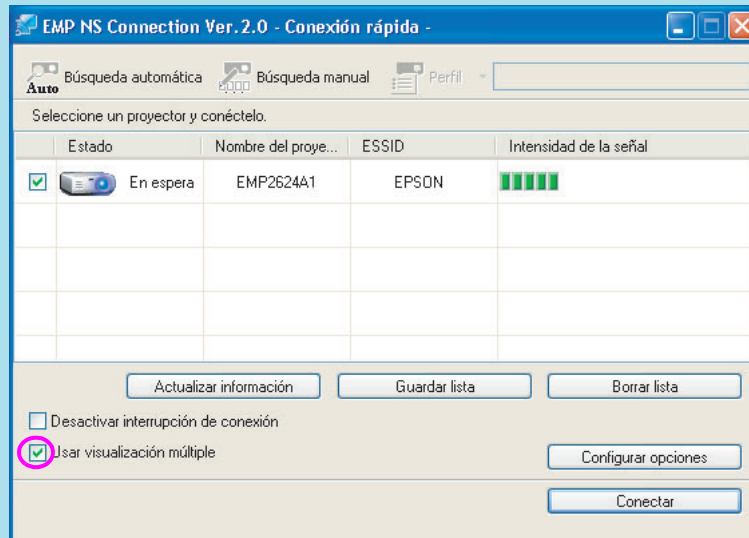 EMP NS Connection Ver.2.0 - Conexión rápida -
Auto Búsqueda automática Búsqueda manual Perfil
Seleccione un proyector y conéctelo.
Estado Nombre del proye... ESSID Intensidad de la señal
En espera EMP2624A1 EPSON
Actualizar información Guardar lista Borrar lista
Desactivar interrupción de conexión
Usar visualización múltiple Configurar opciones
Conectar